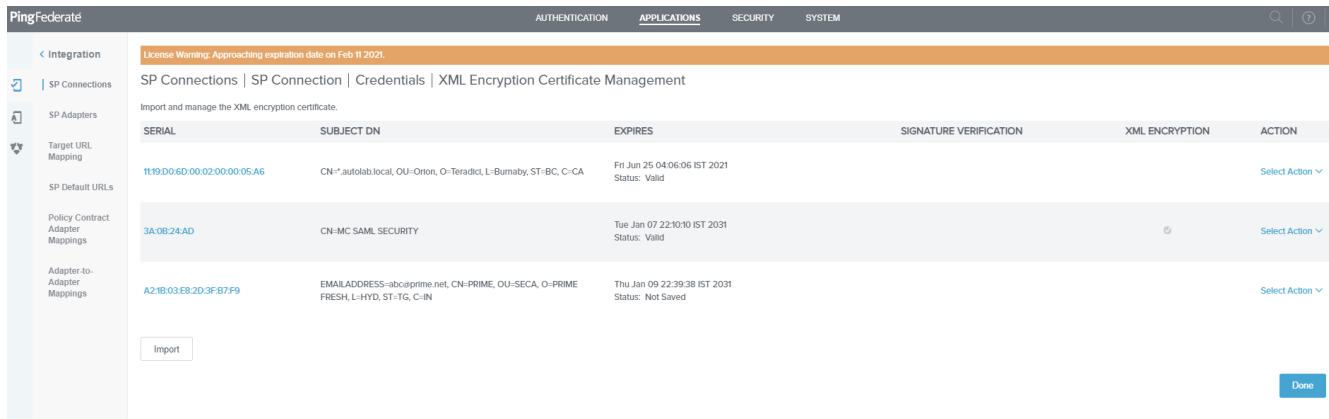 PingFederate
AUTHENTICATION APPLICATIONS SECURITY SYSTEM
Integration
SP Connections
SP Adapters
Target URL
Mapping
SP Default URLs
Policy Contract
Adapter
Mappings
Adapter-to-
Adapter
Mappings
License Warning: Approaching expiration date on Feb 11 2021.
SP Connections | SP Connection | Credentials | XML Encryption Certificate Management
Import and manage the XML encryption certificate.
SERIAL SUBJECT DN EXPIRES SIGNATURE VERIFICATION XML ENCRYPTION ACTION
11:19:D0:6D:00:02:00:00:05:A6 CN=*.autolab.local, OU=Orion, O=Teradici, L=Burnaby, ST=BC, C=CA Fri Jun 25 04:06:06 IST 2021 Select Action
Status: Valid
3A:0B:24:AD CN=MC SAML SECURITY Tue Jan 07 22:10:10 IST 2031 Select Action
Status: Valid
A2:1B:03:E8:2D:3F:B7:F9 EMAILADDRESS=abc@prime.net, CN=PRIME, OU=SECA, O=PRIME Thu Jan 09 22:39:38 IST 2031 Select Action
FRESH, L=HYD, ST=TG, C=IN Status: Not Saved
Import
Done